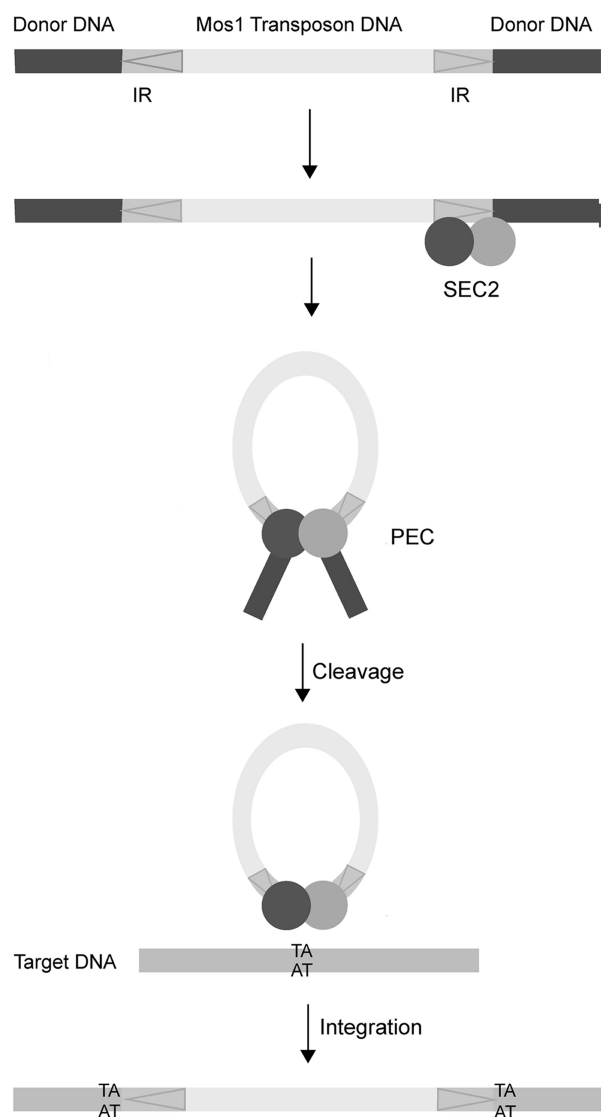 Donor DNA Mos1 Transposon DNA Donor DNA
IR IR
SEC2
PEC
Cleavage
TA
Target DNA AT
Integration
TA TA
AT AT